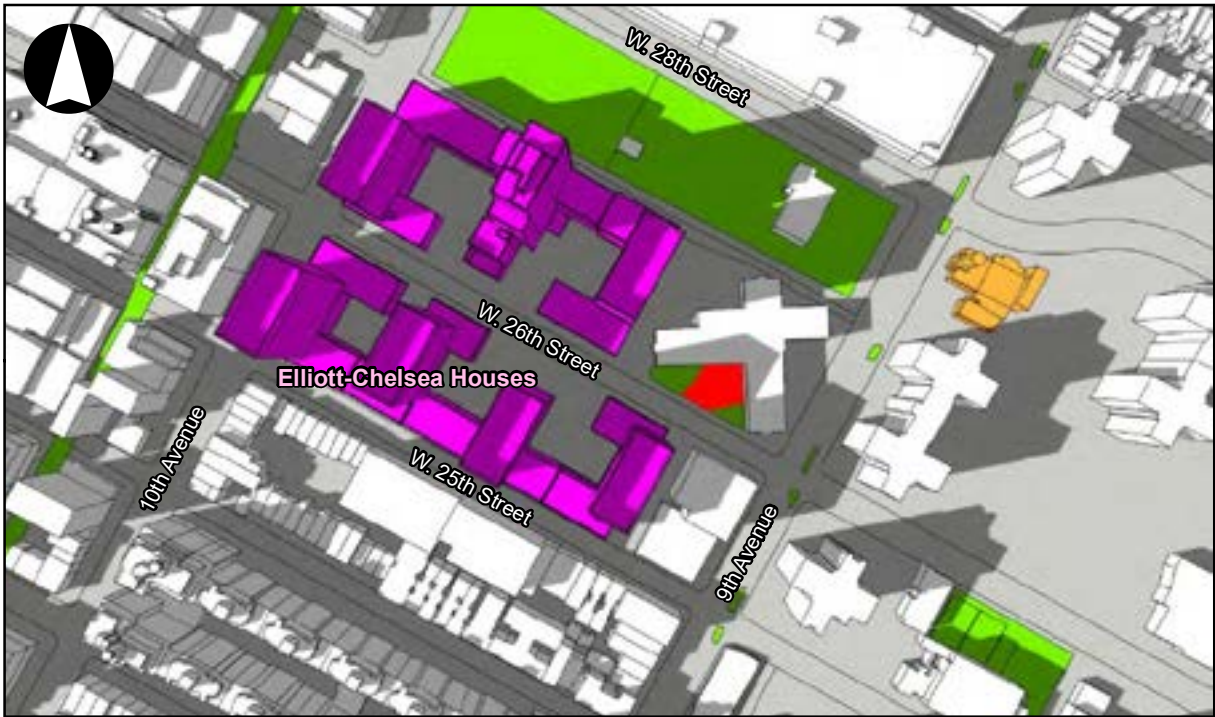 W. 28th Street
W. 26th Street
Elliott-Chelsea Houses
10th Avenue
W. 25th Street
9th Avenue